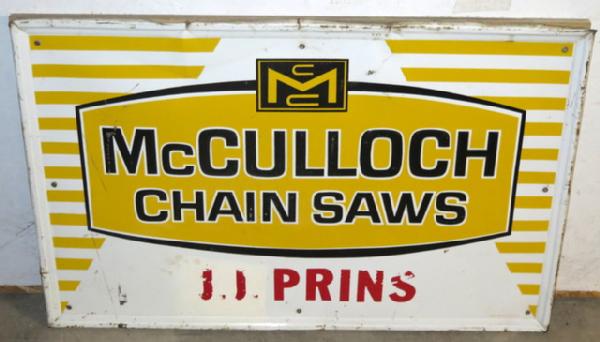 McCULLOCH
CHAIN SAWS
J.J. PRINS